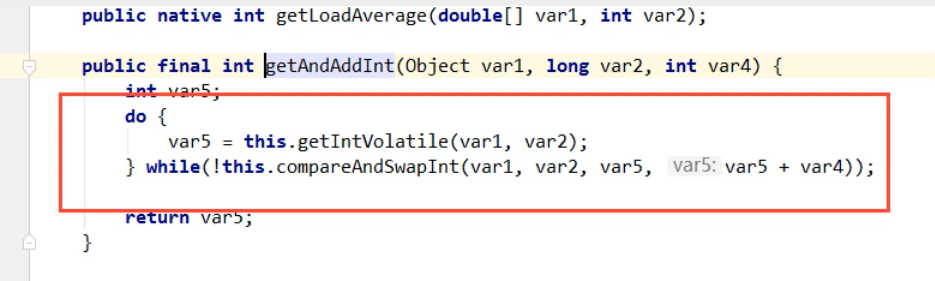 public native int getLoadAverage(double[] var1, int var2);
public final int getAndAddInt(Object var1, long var2, int var4) {
int var5;
do {
var5 = this.getIntVolatile(var1, var2);
} while(!this.compareAndSwapInt(var1, var2, var5, var5: var5 + var4));
return var5;
}